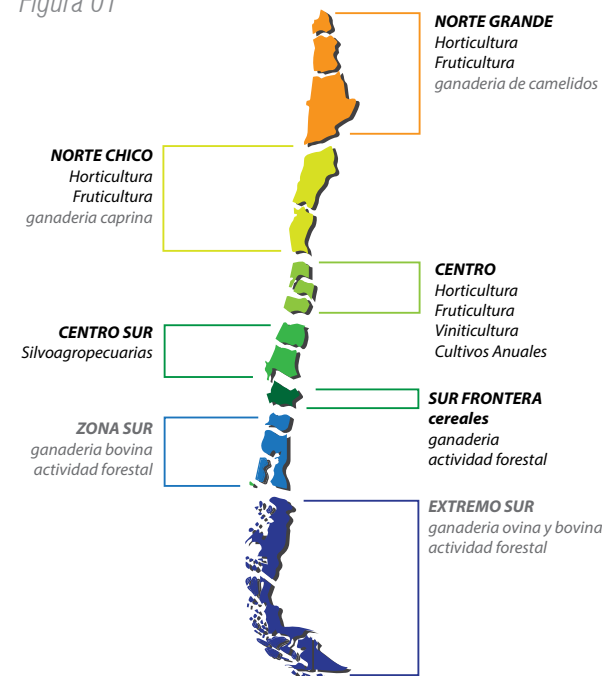 Figura 01
NORTE GRANDE
Horticultura
Fruticultura
ganaderia de camelidos
NORTE CHICO
Horticultura
Fruticultura
ganaderia caprina
CENTRO
Horticultura
Fruticultura
Viniticultura
Cultivos Anuales
CENTRO SUR
Silvoagropecuarias
SUR FRONTERA
cereales
ganaderia
actividad forestal
ZONA SUR
ganaderia bovina
actividad forestal
EXTREMO SUR
ganaderia ovina y bovina
actividad forestal